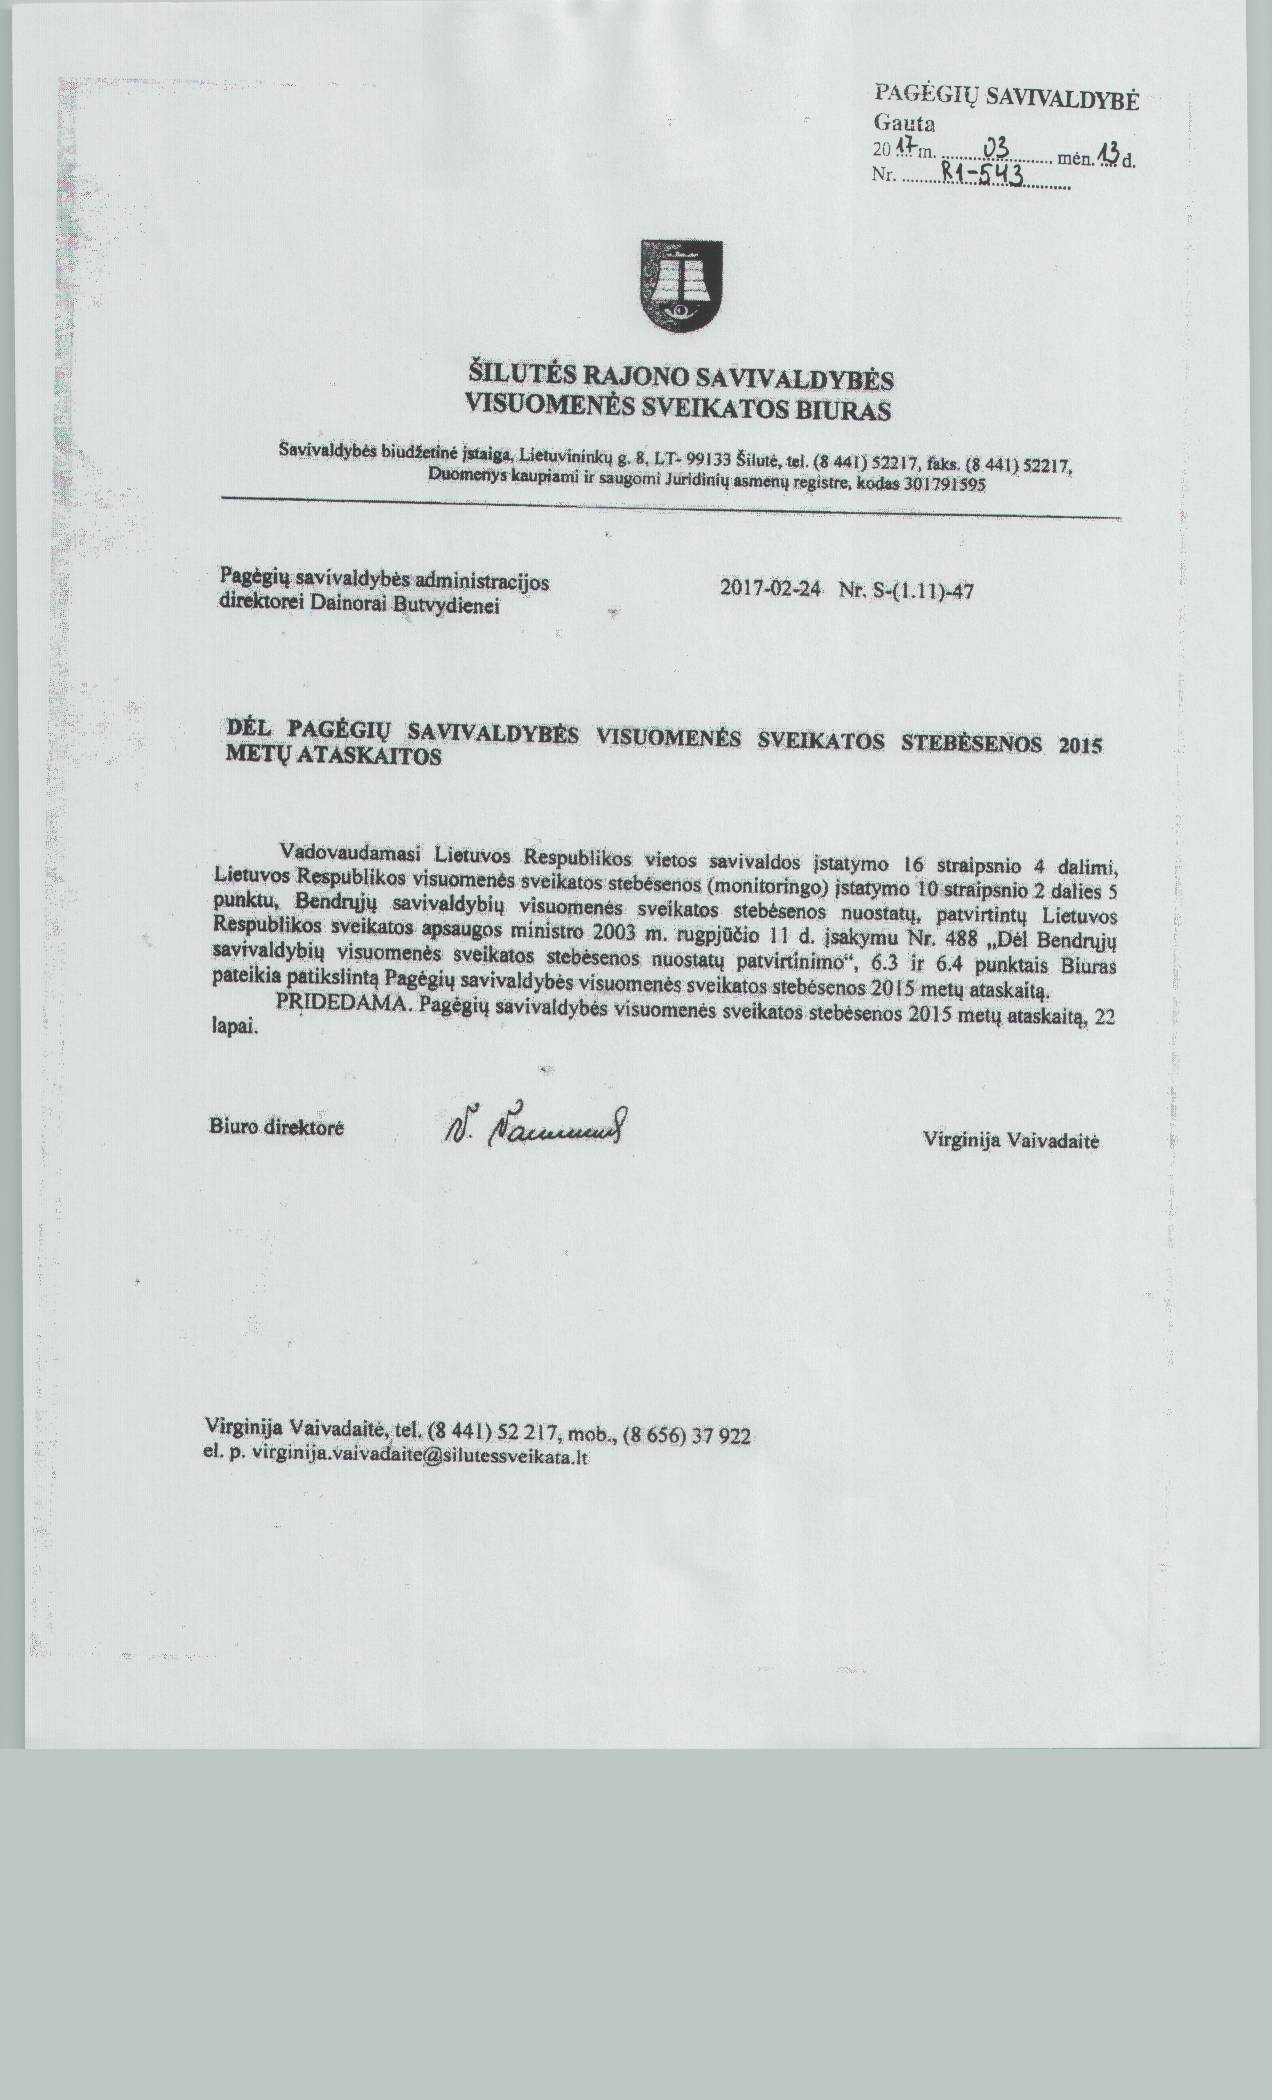 PAGĖGIŲ SAVIVALDYBĖ
Gauta
2017 m. 03 mėn. 13 d.
Nr. R1-543
ŠILUTĖS RAJONO SAVIVALDYBĖS
VISUOMENĖS SVEIKATOS BIURAS
Savivaldybės biudžetinė įstaiga, Lietuvininkų g. 8, LT- 99133 Šilutė, tel. (8 441) 52217, faks. (8 441) 52217,
Duomenys kaupiami ir saugomi Juridinių asmenų registre, kodas 301791595
Pagėgių savivaldybės administracijos
direktorei Dainorai Butvydienei
2017-02-24 Nr. S-(1.11)-47
DĖL PAGĖGIŲ SAVIVALDYBĖS VISUOMENĖS SVEIKATOS STEBĖSENOS 2015
METŲ ATASKAITOS
Vadovaudamasi Lietuvos Respublikos vietos savivaldos įstatymo 16 straipsnio 4 dalimi,
Lietuvos Respublikos visuomenės sveikatos stebėsenos (monitoringo) įstatymo 10 straipsnio 2 dalies 5
punktu, Bendrųjų savivaldybių visuomenės sveikatos stebėsenos nuostatų, patvirtintų Lietuvos
Respublikos sveikatos apsaugos ministro 2003 m. rugpjūčio 11 d. įsakymu Nr. 488 „Dėl Bendrųjų
savivaldybių visuomenės sveikatos stebėsenos nuostatų patvirtinimo“, 6.3 ir 6.4 punktais Biuras
pateikia patikslintą Pagėgių savivaldybės visuomenės sveikatos stebėsenos 2015 metų ataskaitą.
PRIDEDAMA. Pagėgių savivaldybės visuomenės sveikatos stebėsenos 2015 metų ataskaitą, 22
lapai.
Biuro direktorė
Virginija Vaivadaitė
Virginija Vaivadaitė, tel. (8 441) 52 217, mob., (8 656) 37 922
el. p. virginija.vaivadaite@silutessveikata.lt